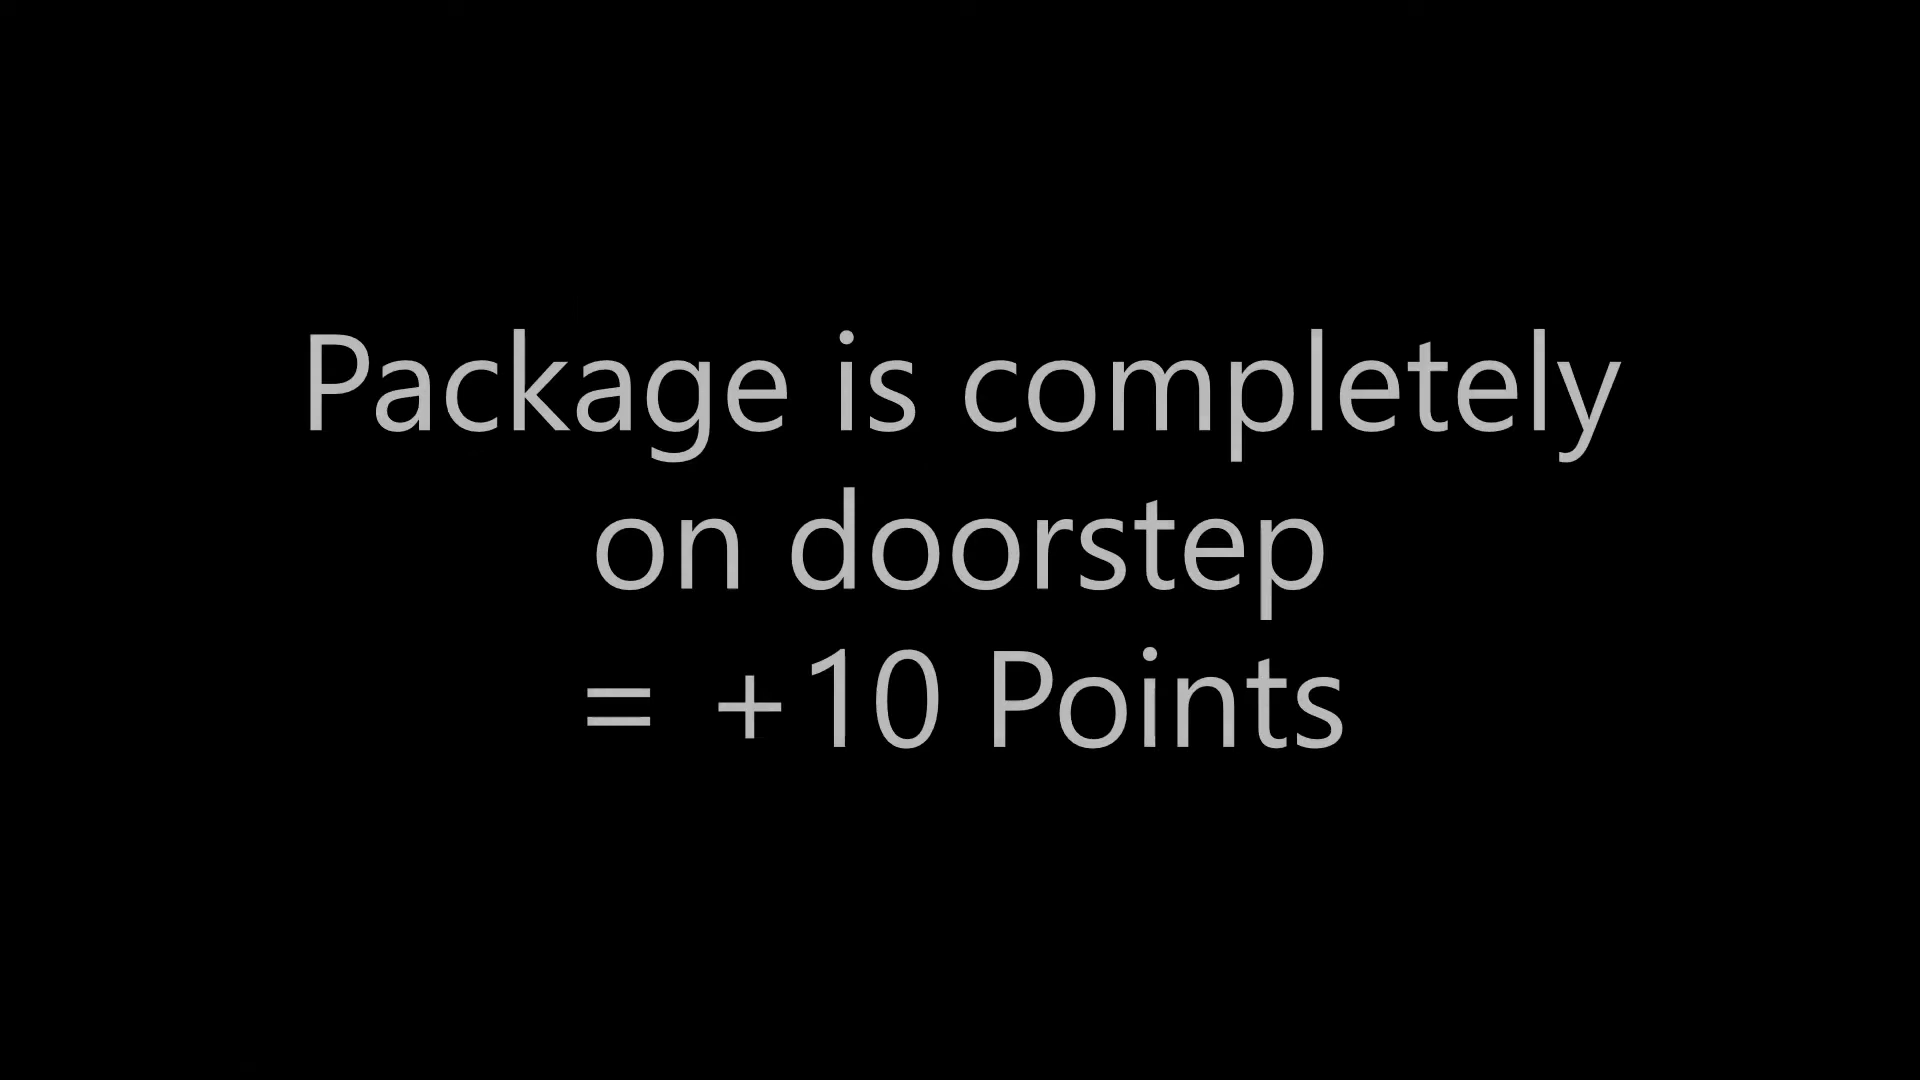 Package is completely
on doorstep
= +10 Points